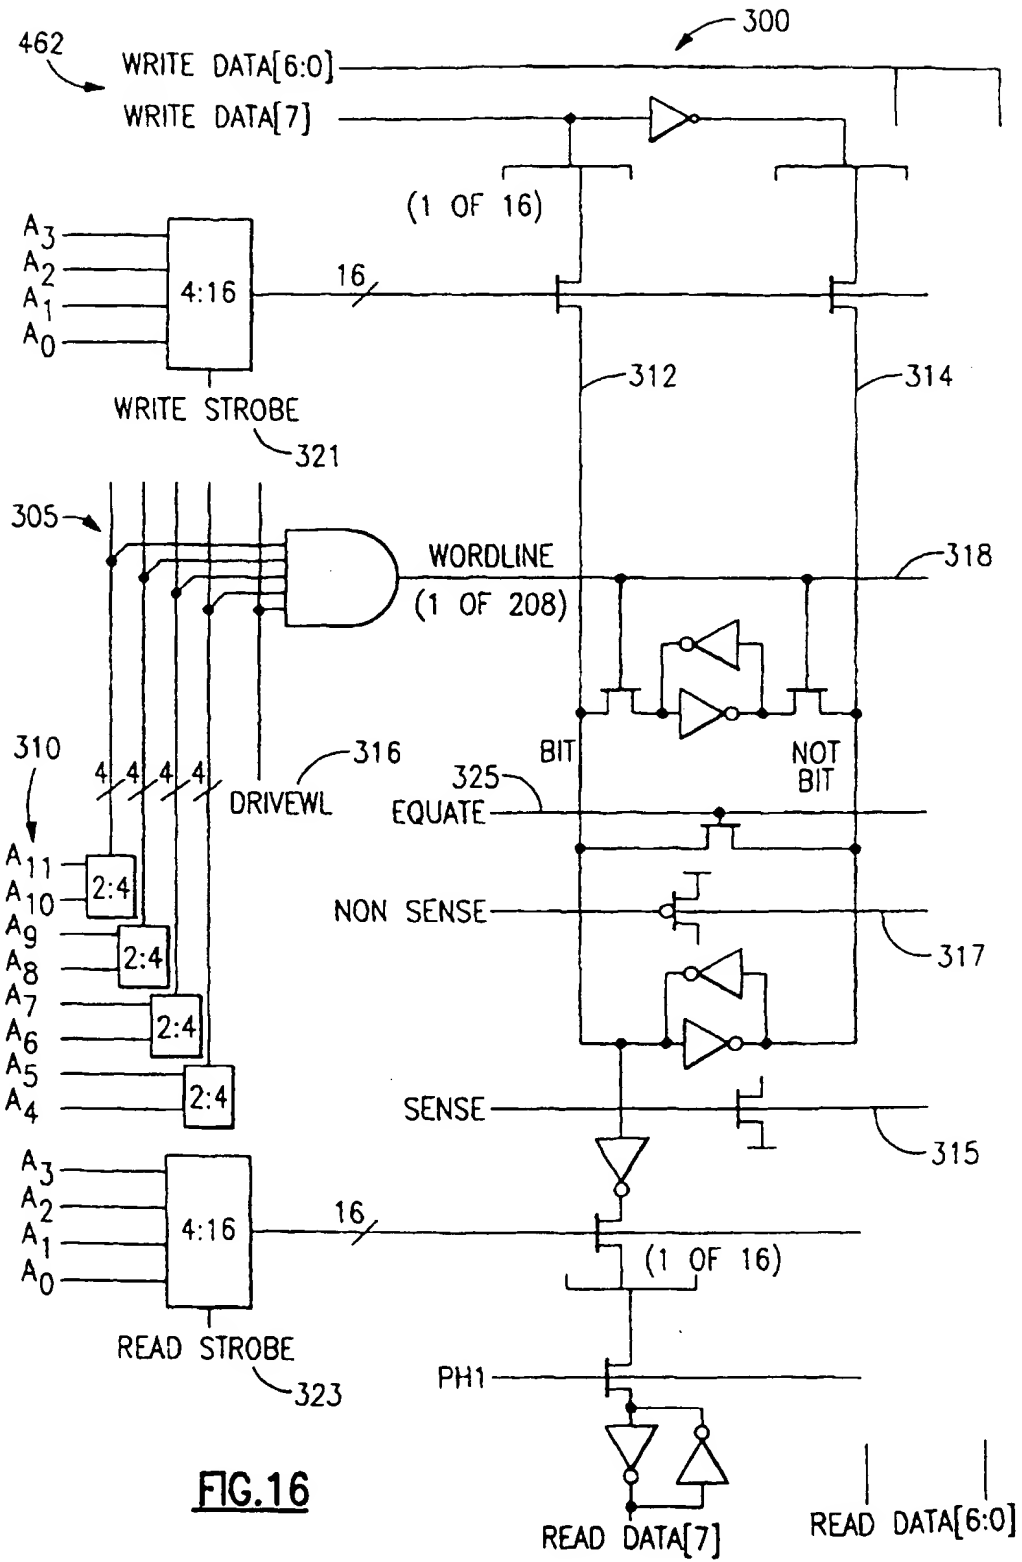 300
462
WRITE DATA[6:0]
WRITE DATA[7]
(1 OF 16)
A3
A2
A1
A0
4:16
16
312
314
WRITE STROBE
321
305
WORDLINE
(1 OF 208)
318
310
4 4 4 4
DRIVEWL
316
BIT
NOT
BIT
325
EQUATE
A11
A10
2:4
NON SENSE
317
A9
A8
2:4
A7
A6
2:4
A5
A4
2:4
SENSE
315
A3
A2
A1
A0
4:16
16
(1 OF 16)
READ STROBE
323
PH1
FIG.16
READ DATA[7]
READ DATA[6:0]